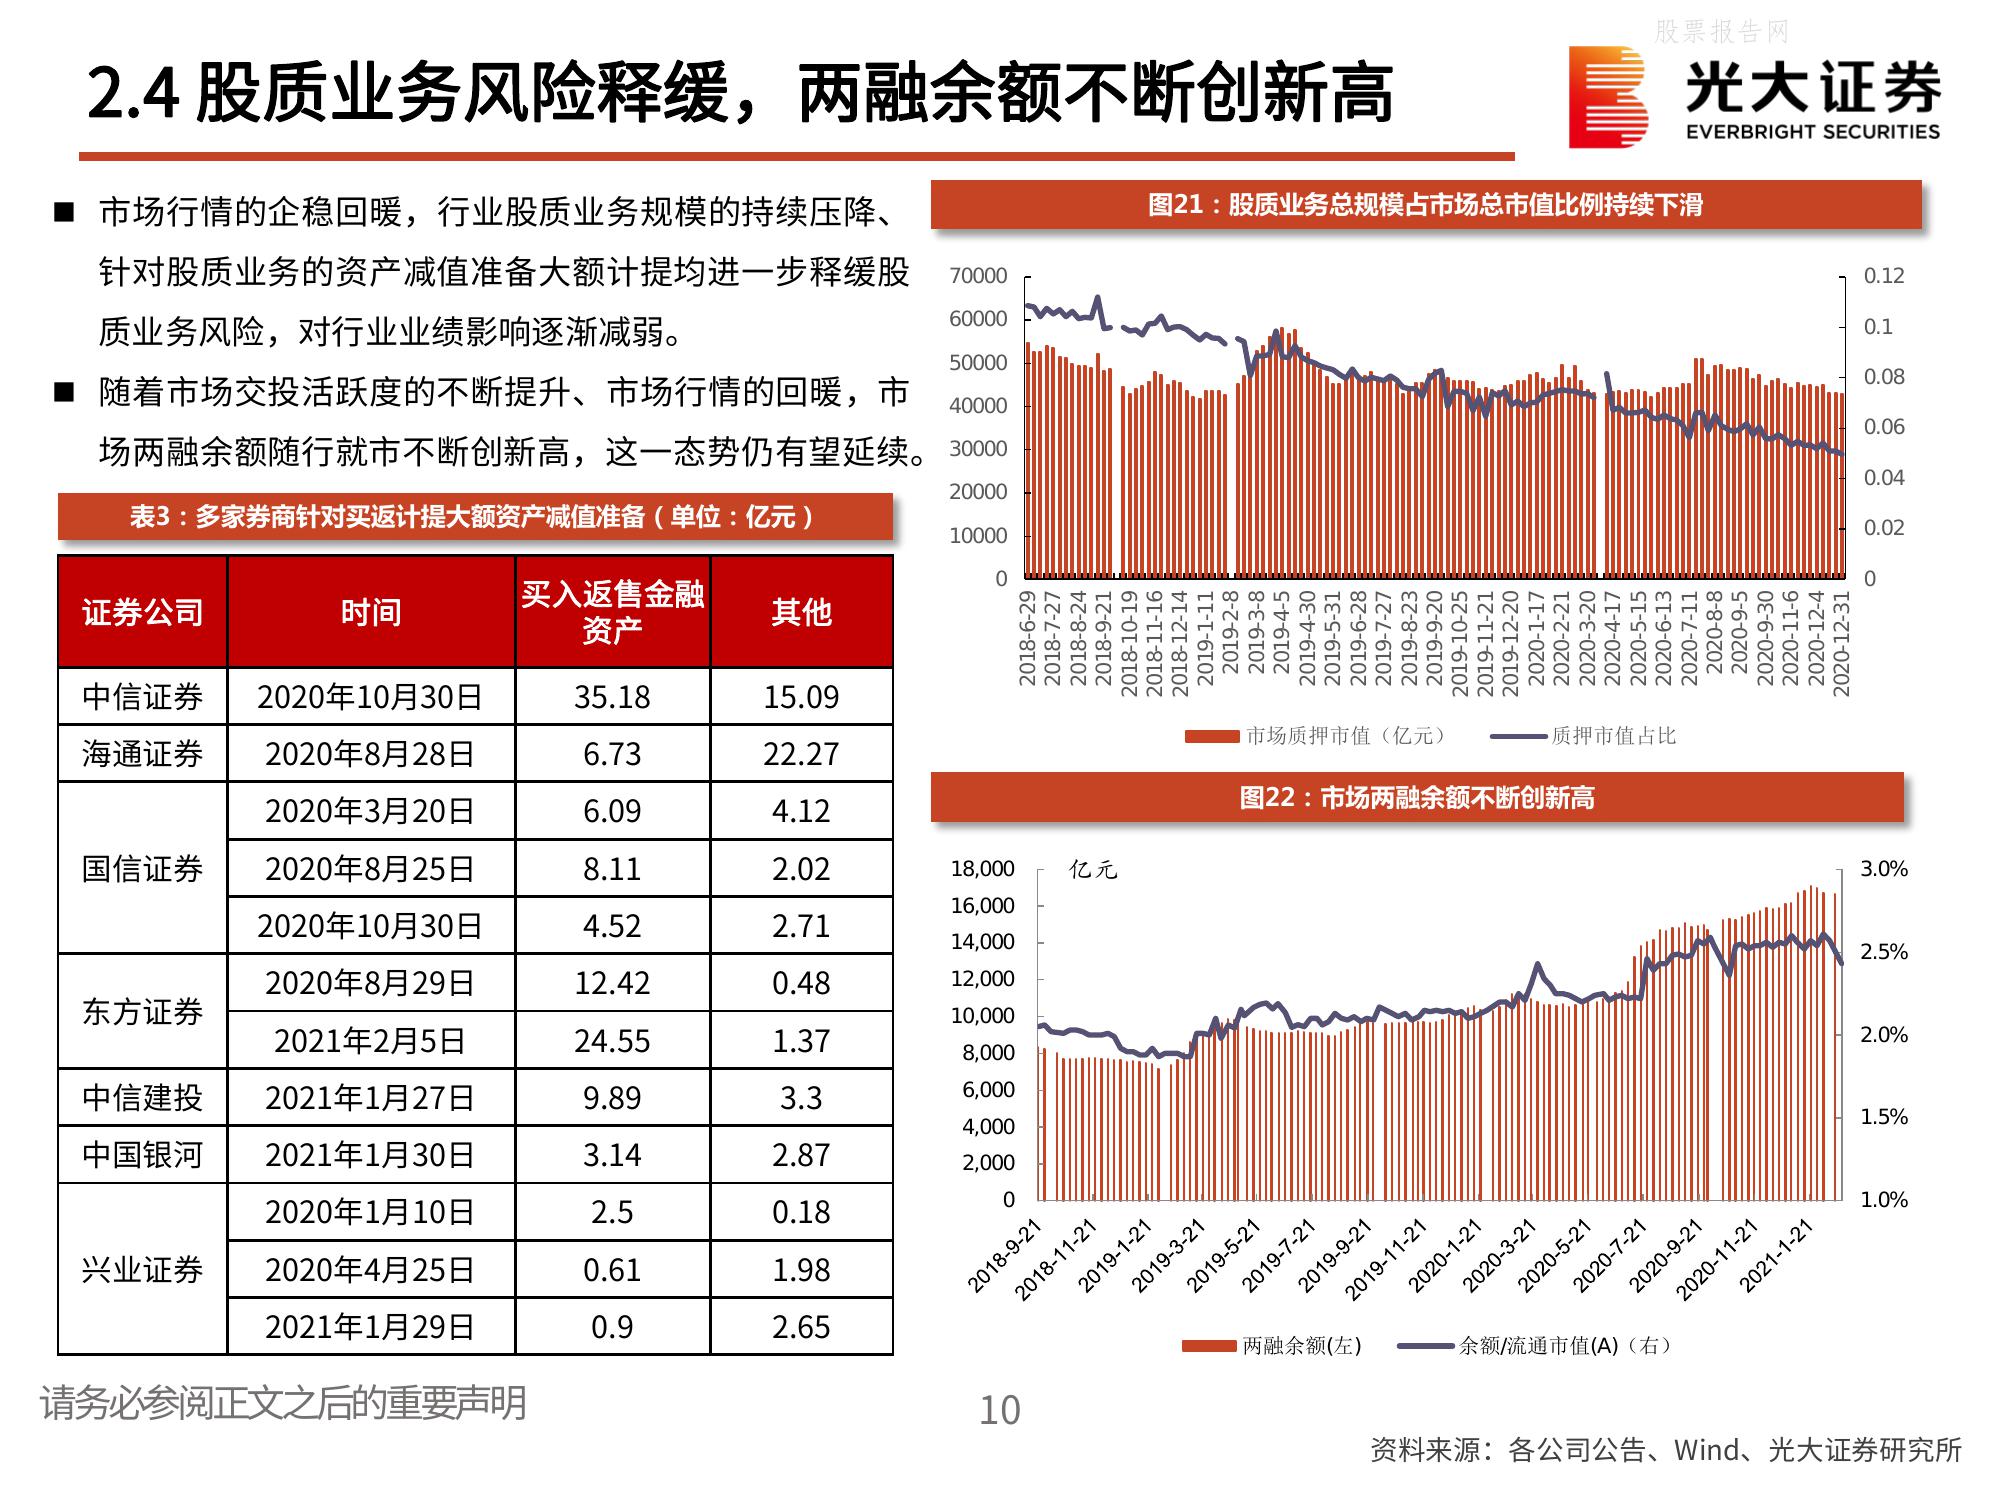 股票报告网
2.4 股质业务风险释缓，两融余额不断创新高
光大证券
EVERBRIGHT SECURITIES
■ 市场行情的企稳回暖，行业股质业务规模的持续压降、
针对股质业务的资产减值准备大额计提均进一步释缓股
质业务风险，对行业业绩影响逐渐减弱。
■ 随着市场交投活跃度的不断提升、市场行情的回暖，市
场两融余额随行就市不断创新高，这一态势仍有望延续。
表3：多家券商针对买返计提大额资产减值准备（单位：亿元）
证券公司 时间 买入返售金融资产 其他
中信证券 2020年10月30日 35.18 15.09
海通证券 2020年8月28日 6.73 22.27
国信证券 2020年3月20日 6.09 4.12
2020年8月25日 8.11 2.02
2020年10月30日 4.52 2.71
东方证券 2020年8月29日 12.42 0.48
2021年2月5日 24.55 1.37
中信建投 2021年1月27日 9.89 3.3
中国银河 2021年1月30日 3.14 2.87
兴业证券 2020年1月10日 2.5 0.18
2020年4月25日 0.61 1.98
2021年1月29日 0.9 2.65
图21：股质业务总规模占市场总市值比例持续下滑
70000 0.12
60000 0.1
50000 0.08
40000 0.06
30000 0.04
20000 0.02
10000 0
0
2018-6-29 2018-7-27 2018-8-24 2018-9-21 2018-10-19 2018-11-16 2018-12-14 2019-1-11 2019-2-8 2019-3-8 2019-4-5 2019-4-30 2019-5-31 2019-6-28 2019-7-27 2019-8-23 2019-9-20 2019-10-25 2019-11-21 2019-12-20 2020-1-17 2020-2-21 2020-3-20 2020-4-17 2020-5-15 2020-6-13 2020-7-11 2020-8-8 2020-9-5 2020-9-30 2020-11-6 2020-12-4 2020-12-31
市场质押市值（亿元） 质押市值占比
图22：市场两融余额不断创新高
亿元
18,000 3.0%
16,000 2.5%
14,000 2.0%
12,000 1.5%
10,000 1.0%
8,000
6,000
4,000
2,000
0
2018-9-21 2018-11-21 2019-1-21 2019-3-21 2019-5-21 2019-7-21 2019-9-21 2019-11-21 2020-1-21 2020-3-21 2020-5-21 2020-7-21 2020-9-21 2020-11-21 2021-1-21
两融余额(左) 余额/流通市值(A)（右）
请务必参阅正文之后的重要声明
10
资料来源：各公司公告、Wind、光大证券研究所